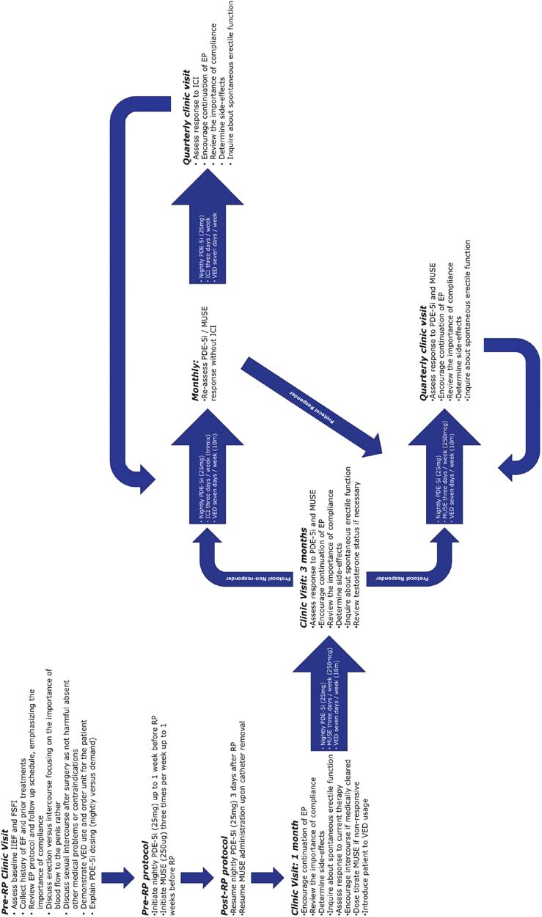 Pre-RP Clinic Visit
• Assess baseline IIEF and FSFI
• Collect history of EF and prior treatments
• Review EP protocol and follow up schedule, emphasizing the
importance of compliance
• Discuss erection versus intercourse focusing on the importance of
blood flow to the penis rather
• Discuss sexual intercourse after surgery as not harmful absent
other medical problems or contraindications
• Demonstrate VED use and order unit for the patient
• Explain PDE-5i dosing (nightly versus demand)
Pre-RP protocol
•Initiate nightly PDE-5i (25mg) up to 1 week before RP
•Initiate MUSE (250ug) three times per week up to 1
weeks before RP
Post-RP protocol
•Resume nightly PDE-5i (25mg) 3 days after RP
•Resume MUSE administration upon catheter removal
Clinic Visit: 1 month
•Encourage continuation of EP
•Review the importance of compliance
•Determine side-effects
•Inquire about spontaneous erectile function
•Assess response to current therapy
•Encourage intercourse if medically cleared
•Dose titrate MUSE if non-responsive
•Introduce patient to VED usage
• Nightly PDE-5i (25mg)
• MUSE three days / week (250mcg)
• VED seven days / week (10m)
Clinic Visit: 3 months
•Assess response to PDE-5i and MUSE
•Encourage continuation of EP
•Review the importance of compliance
•Determine side-effects
•Inquire about spontaneous erectile function
•Review testosterone status if necessary
Protocol Non-responder
Protocol Responder
• Nightly PDE-5i (25mg)
• ICI three days / week (trimix)
• VED seven days / week (10m)
Monthly:
•Re-assess PDE-5i / MUSE
response without ICI
Protocol Responder
• Nightly PDE-5i (25mg)
• ICI three days / week
• VED seven days / week
Quarterly clinic visit
• Assess response to ICI
• Encourage continuation of EP
• Review the importance of compliance
• Determine side-effects
• Inquire about spontaneous erectile function
• Nightly PDE-5i (25mg)
• MUSE three days / week (250mcg)
• VED seven days / week (10m)
Quarterly clinic visit
•Assess response to PDE-5i and MUSE
•Encourage continuation of EP
•Review the importance of compliance
•Determine side-effects
•Inquire about spontaneous erectile function